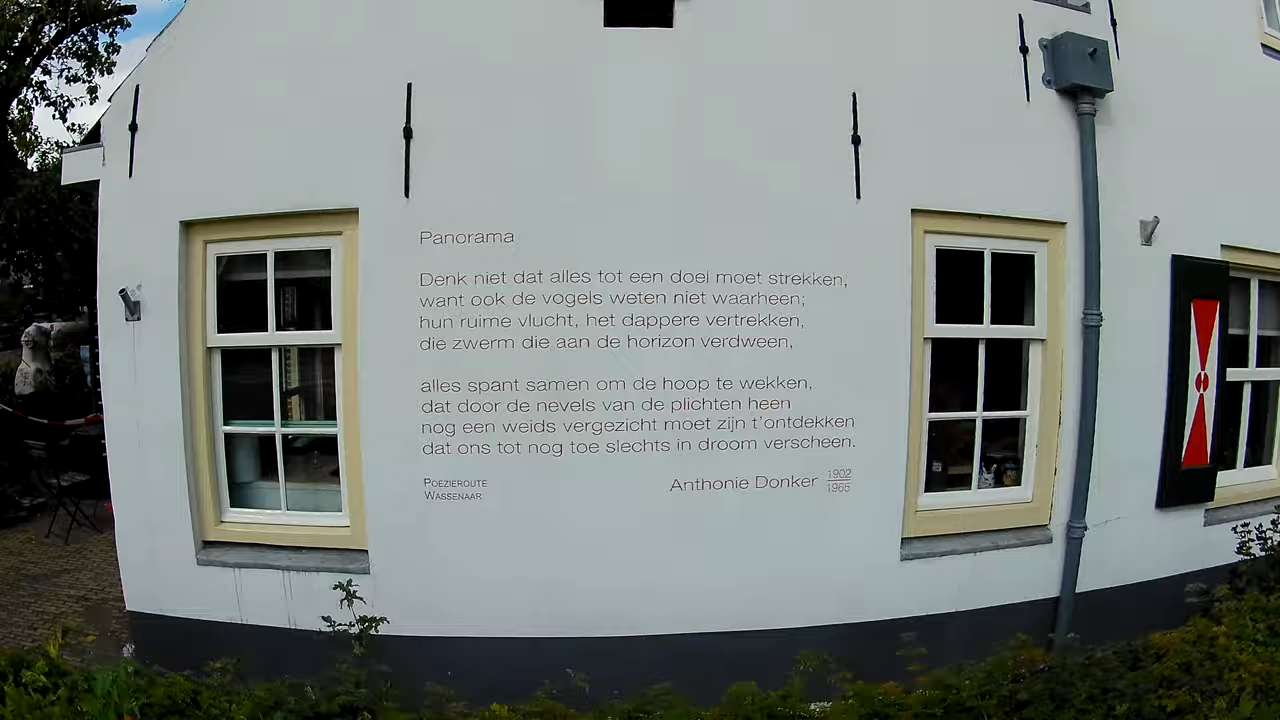 Panorama
Denk niet dat alles tot een doel moet strekken,
want ook de vogels weten niet waarheen;
hun ruime vlucht, het dappere vertrekken,
die zwerm die aan de horizon verdween,
alles spant samen om de hoop te wekken,
dat door de nevels van de plichten heen
nog een weids vergezicht moet zijn t'ontdekken
dat ons tot nog toe slechts in droom verscheen.
Poezieroute
Wassenaar
Anthonie Donker 1902
1965